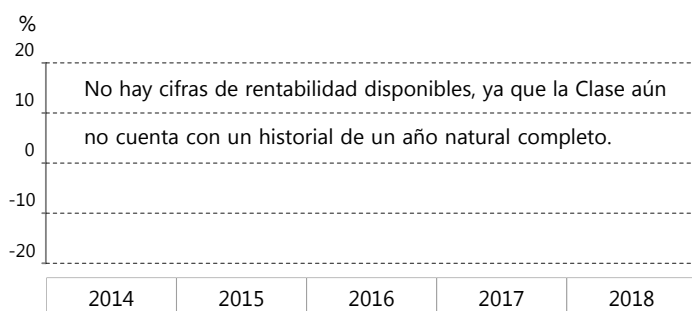 %
20
No hay cifras de rentabilidad disponibles, ya que la Clase aún
10
no cuenta con un historial de un año natural completo.
0
-10
-20
2014 2015 2016 2017 2018